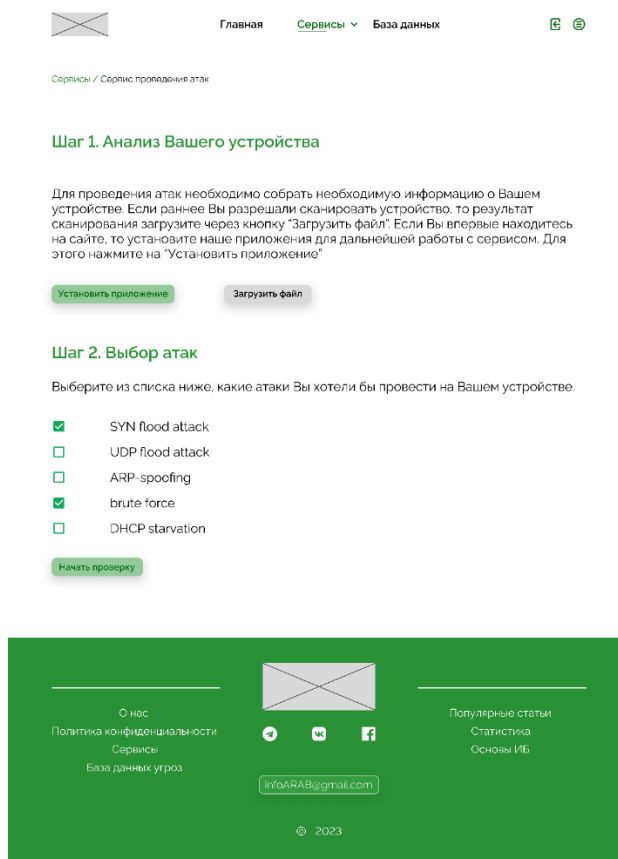 Главная Сервисы База данных
Сервисы / Сервис проведения атак
Шаг 1. Анализ Вашего устройства
Для проведения атак необходимо собрать необходимую информацию о Вашем
устройстве. Если раннее Вы разрешали сканировать устройство, то результат
сканирования загрузите через кнопку "Загрузить файл". Если Вы впервые находитесь
на сайте, то установите наше приложения для дальнейшей работы с сервисом. Для
этого нажмите на "Установить приложение"
Установить приложение Загрузить файл
Шаг 2. Выбор атак
Выберите из списка ниже, какие атаки Вы хотели бы провести на Вашем устройстве.
SYN flood attack
UDP flood attack
ARP-spoofing
brute force
DHCP starvation
Начать проверку
О нас
Политика конфиденциальности
Сервисы
База данных угроз
InfoARAB@gmail.com
© 2023
Популярные статьи
Статистика
Основы ИБ